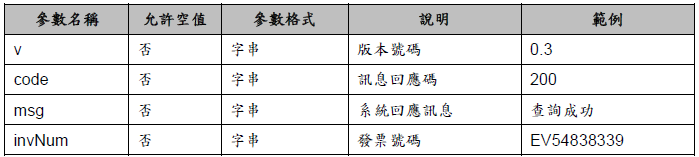 參數名稱 允許空值 參數格式 說明 範例
v 否 字串 版本號碼 0.3
code 否 字串 訊息回應碼 200
msg 否 字串 系統回應訊息 查詢成功
invNum 否 字串 發票號碼 EV54838339